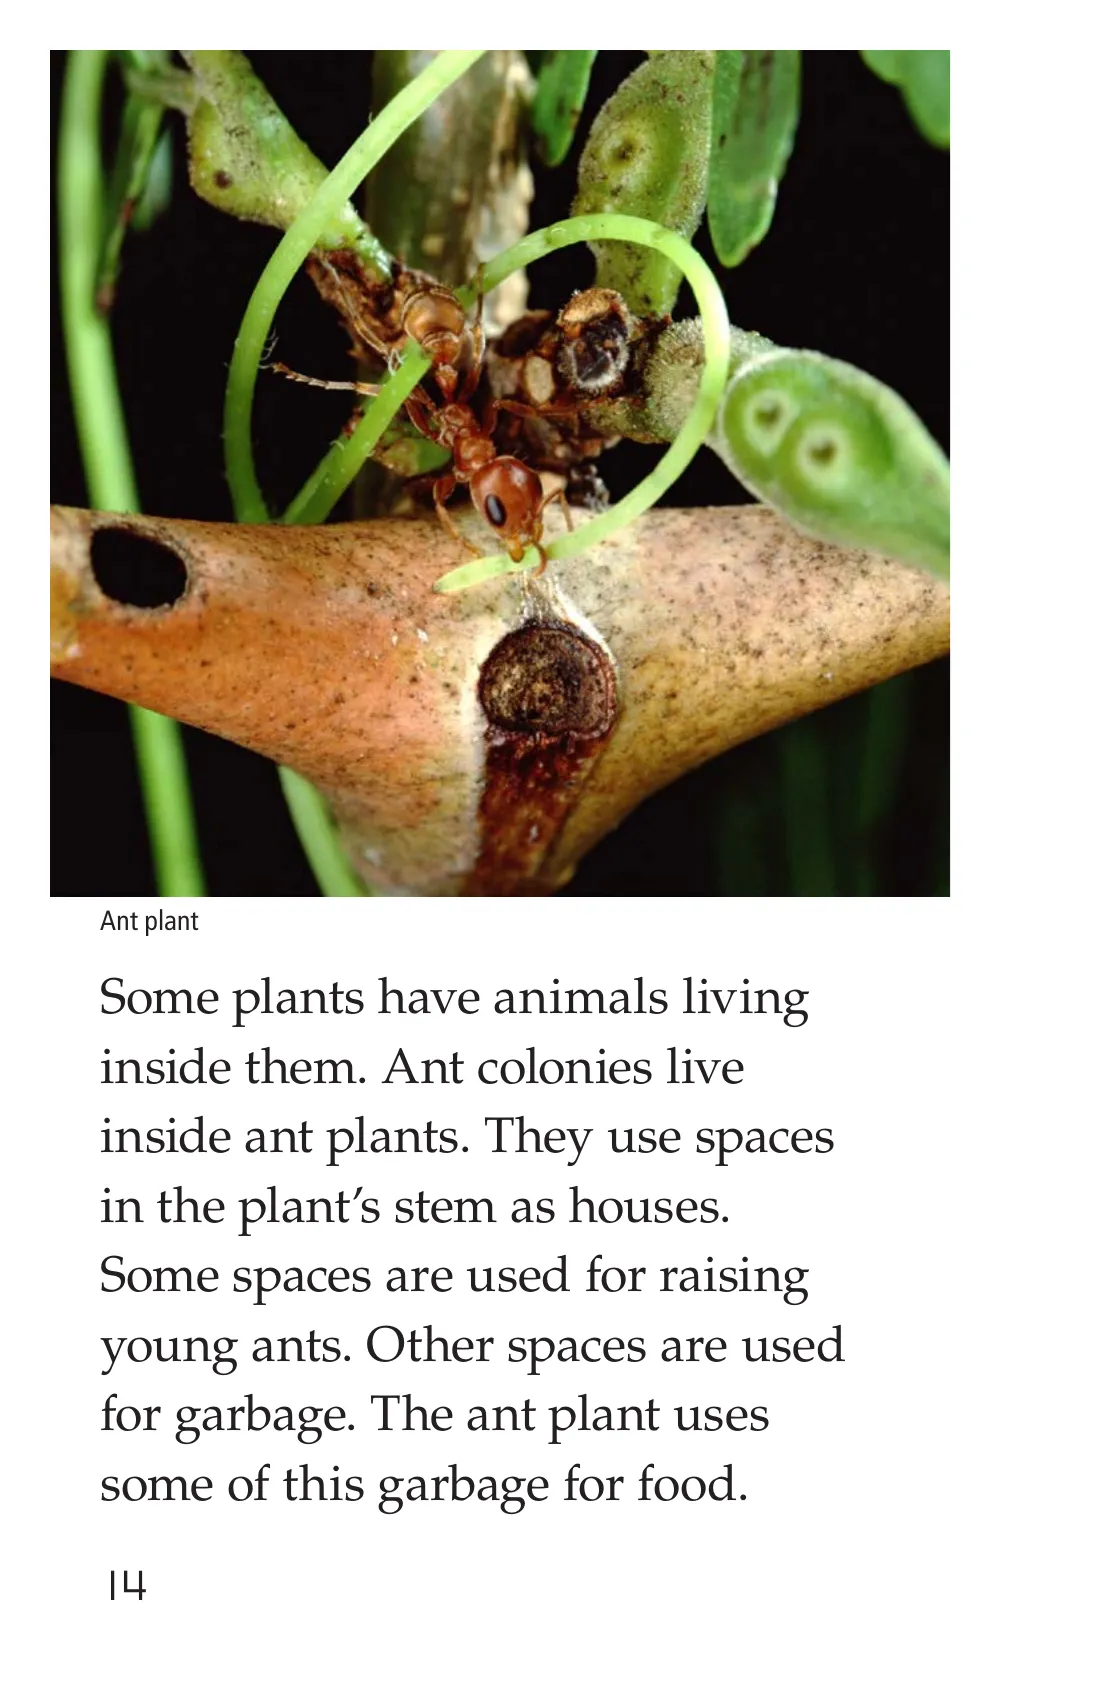 Ant plant
Some plants have animals living
inside them. Ant colonies live
inside ant plants. They use spaces
in the plant’s stem as houses.
Some spaces are used for raising
young ants. Other spaces are used
for garbage. The ant plant uses
some of this garbage for food.
14